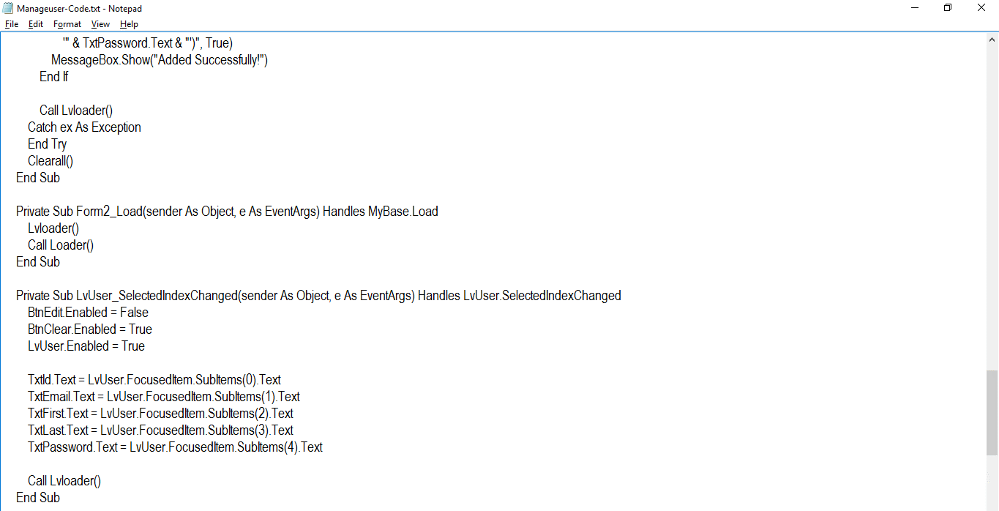 Manageuser-Code.txt - Notepad
File Edit Format View Help
'" & TxtPassword.Text & "')", True)
MessageBox.Show("Added Successfully!")
End If
Call Lvloader()
Catch ex As Exception
End Try
Clearall()
End Sub
Private Sub Form2_Load(sender As Object, e As EventArgs) Handles MyBase.Load
Lvloader()
Call Loader()
End Sub
Private Sub LvUser_SelectedIndexChanged(sender As Object, e As EventArgs) Handles LvUser.SelectedIndexChanged
BtnEdit.Enabled = False
BtnClear.Enabled = True
LvUser.Enabled = True
TxtId.Text = LvUser.FocusedItem.SubItems(0).Text
TxtEmail.Text = LvUser.FocusedItem.SubItems(1).Text
TxtFirst.Text = LvUser.FocusedItem.SubItems(2).Text
TxtLast.Text = LvUser.FocusedItem.SubItems(3).Text
TxtPassword.Text = LvUser.FocusedItem.SubItems(4).Text
Call Lvloader()
End Sub